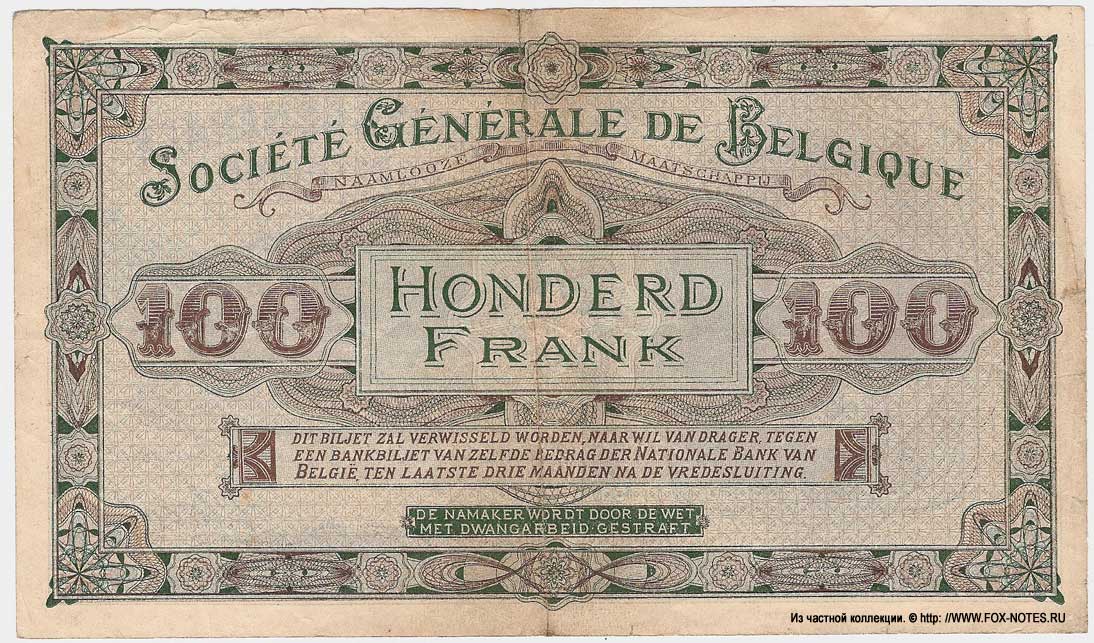 SOCIÉTÉ GÉNÉRALE DE BELGIQUE
NAAMLOOZE MAATSCHAPPIJ
100
HONDERD
FRANK
100
DIT BILJET ZAL VERWISSELD WORDEN, NAAR WIL VAN DRAGER, TEGEN
EEN BANKBILJET VAN ZELFDE BEDRAG DER NATIONALE BANK VAN
BELGIË, TEN LAATSTE DRIE MAANDEN NA DE VREDESLUITING.
DE NAMAKER WORDT DOOR DE WET
MET DWANGARBEID GESTRAFT
Из частной коллекции. © http: //WWW.FOX-NOTES.RU